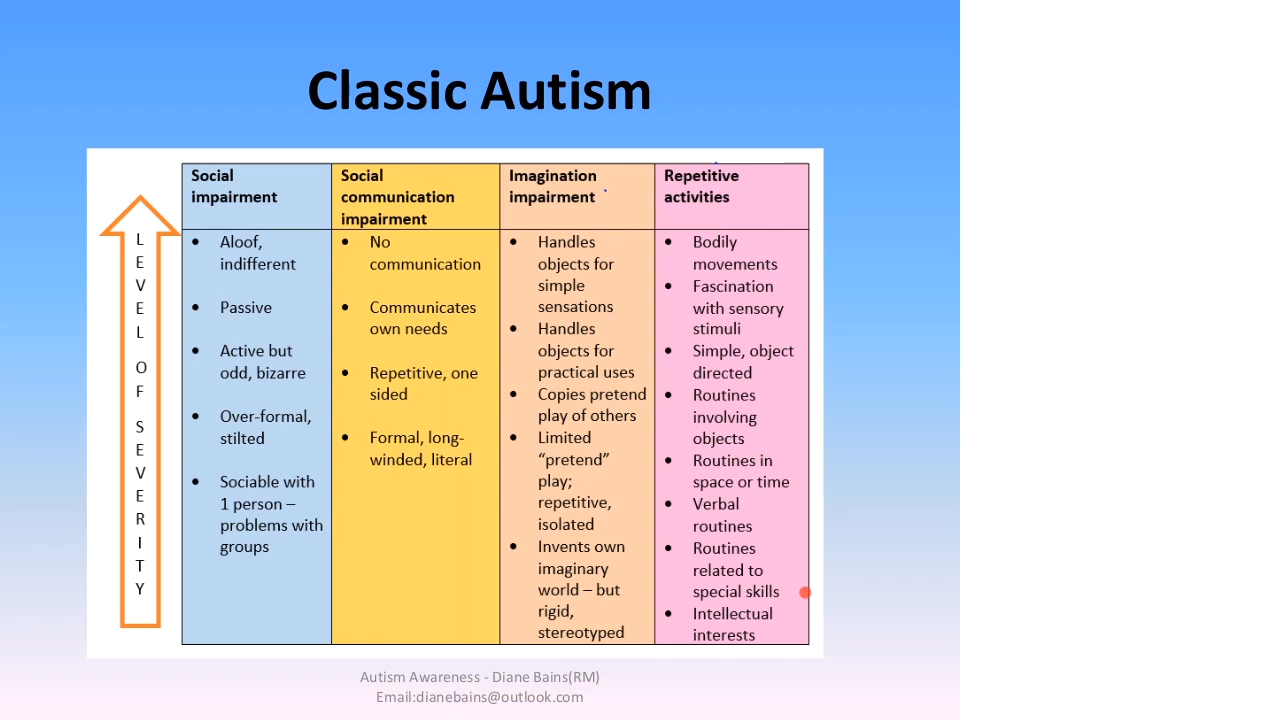 Classic Autism
LEVEL OF SEVERITY
Social
impairment
• Aloof,
indifferent
• Passive
• Active but
odd, bizarre
• Over-formal,
stilted
• Sociable with
1 person –
problems with
groups
Social
communication
impairment
• No
communication
• Communicates
own needs
• Repetitive, one
sided
• Formal, long-
winded, literal
Imagination
impairment
• Handles
objects for
simple
sensations
• Handles
objects for
practical uses
• Copies pretend
play of others
• Limited
“pretend”
play;
repetitive,
isolated
• Invents own
imaginary
world – but
rigid,
stereotyped
Repetitive
activities
• Bodily
movements
• Fascination
with sensory
stimuli
• Simple, object
directed
• Routines
involving
objects
• Routines in
space or time
• Verbal
routines
• Routines
related to
special skills
• Intellectual
interests
Autism Awareness - Diane Bains(RM)
Email:dianebains@outlook.com